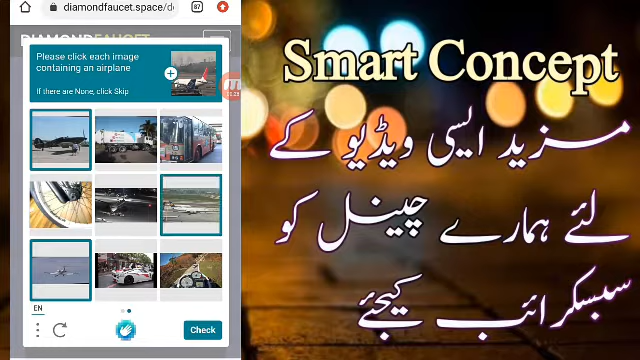 diamondfaucet.space/d
87
DIAMONDFAUCET
Please click each image
containing an airplane
If there are None, click Skip
EN
Check
Smart Concept
مزید ایسی ویڈیو کے
لئے ہمارے چینل کو
سبسکرائب کیجئے